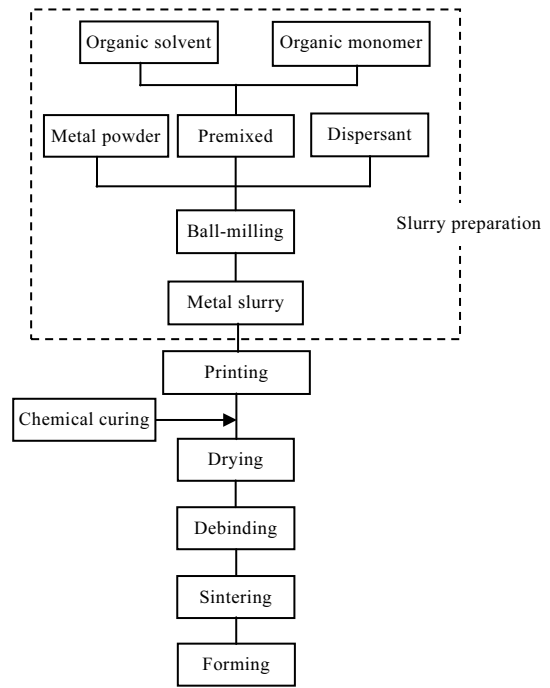 Organic solvent
Organic monomer
Metal powder
Premixed
Dispersant
Ball-milling
Slurry preparation
Metal slurry
Printing
Chemical curing
Drying
Debinding
Sintering
Forming